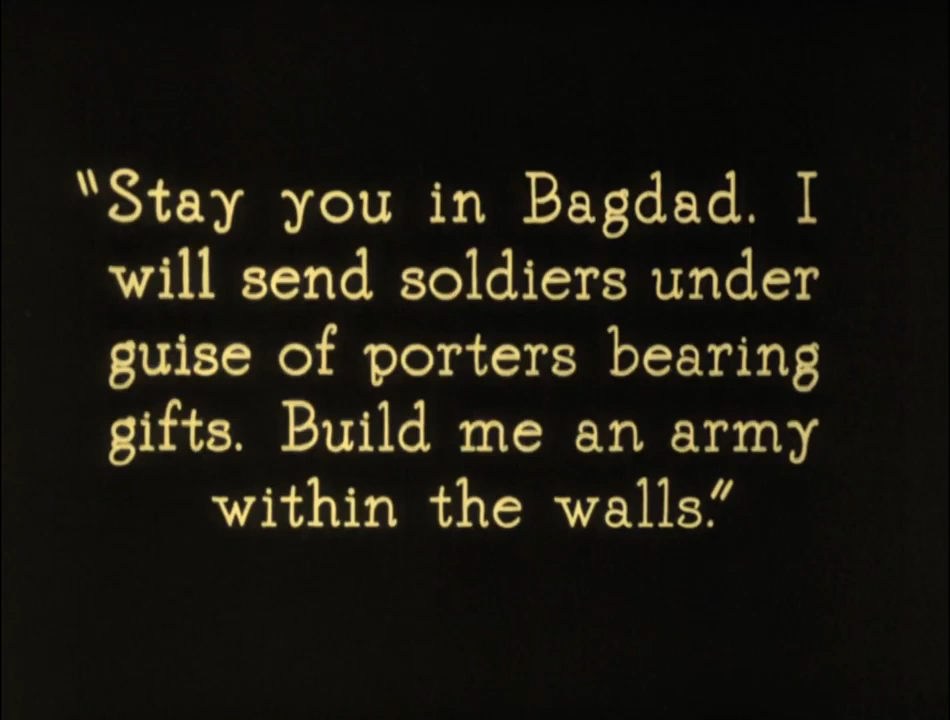 "Stay you in Bagdad. I
will send soldiers under
guise of porters bearing
gifts. Build me an army
within the walls."